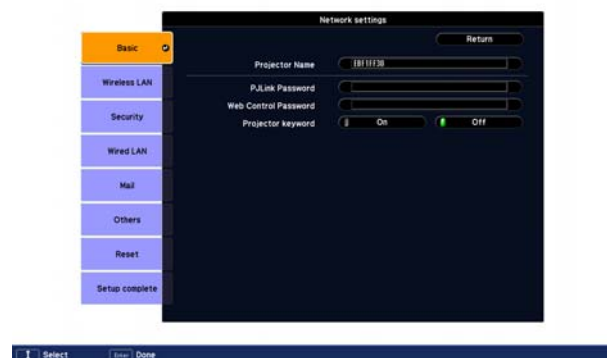 Network settings
Return
Basic
Projector Name
Wireless LAN
PJLink Password
Web Control Password
Security
Projector keyword On Off
Wired LAN
Mail
Others
Reset
Setup complete
Select Enter Done